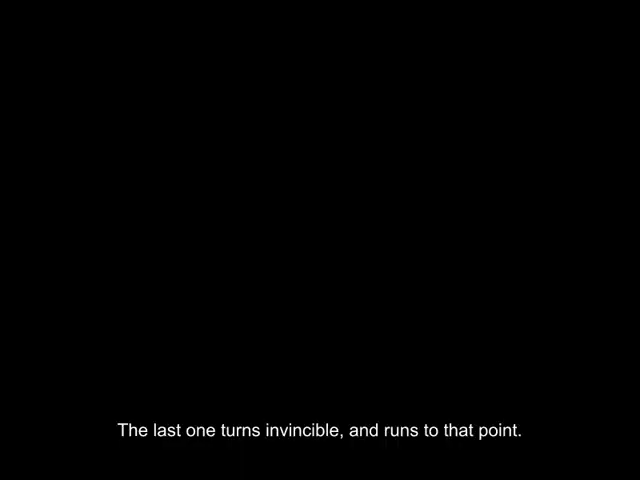 The last one turns invincible, and runs to that point.